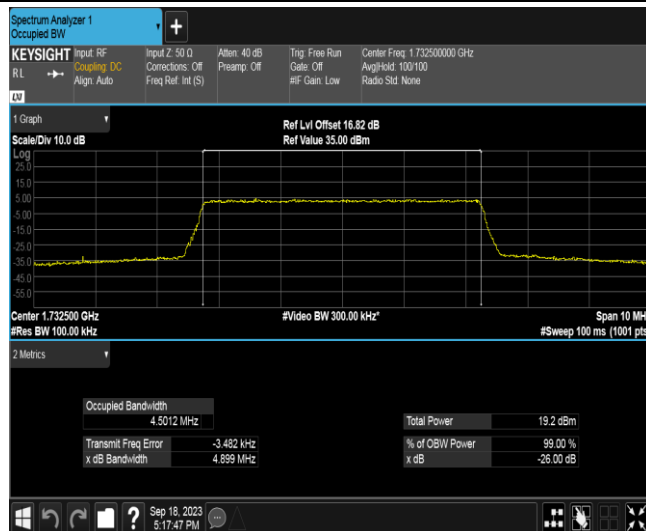 Spectrum Analyzer 1
Occupied BW
+
KEYSIGHT Input: RF Input Z: 50 Ω Atten: 40 dB Trig: Free Run Center Freq: 1.732500000 GHz
RL Coupling: DC Corrections: Off Preamp: Off Gate: Off Avg|Hold: 100/100
Align: Auto Freq Ref: Int (S) #IF Gain: Low Radio Std: None
1 Graph
Ref Lvl Offset 16.82 dB
Scale/Div 10.0 dB Ref Value 35.00 dBm
Log
25.0
15.0
5.00
-5.00
-15.0
-25.0
-35.0
-45.0
-55.0
Center 1.732500 GHz #Video BW 300.00 kHz* Span 10 MH
#Res BW 100.00 kHz #Sweep 100 ms (1001 pts
2 Metrics
Occupied Bandwidth
4.5012 MHz Total Power 19.2 dBm
Transmit Freq Error -3.482 kHz % of OBW Power 99.00 %
x dB Bandwidth 4.899 MHz x dB -26.00 dB
? Sep 18, 2023
5:17:47 PM